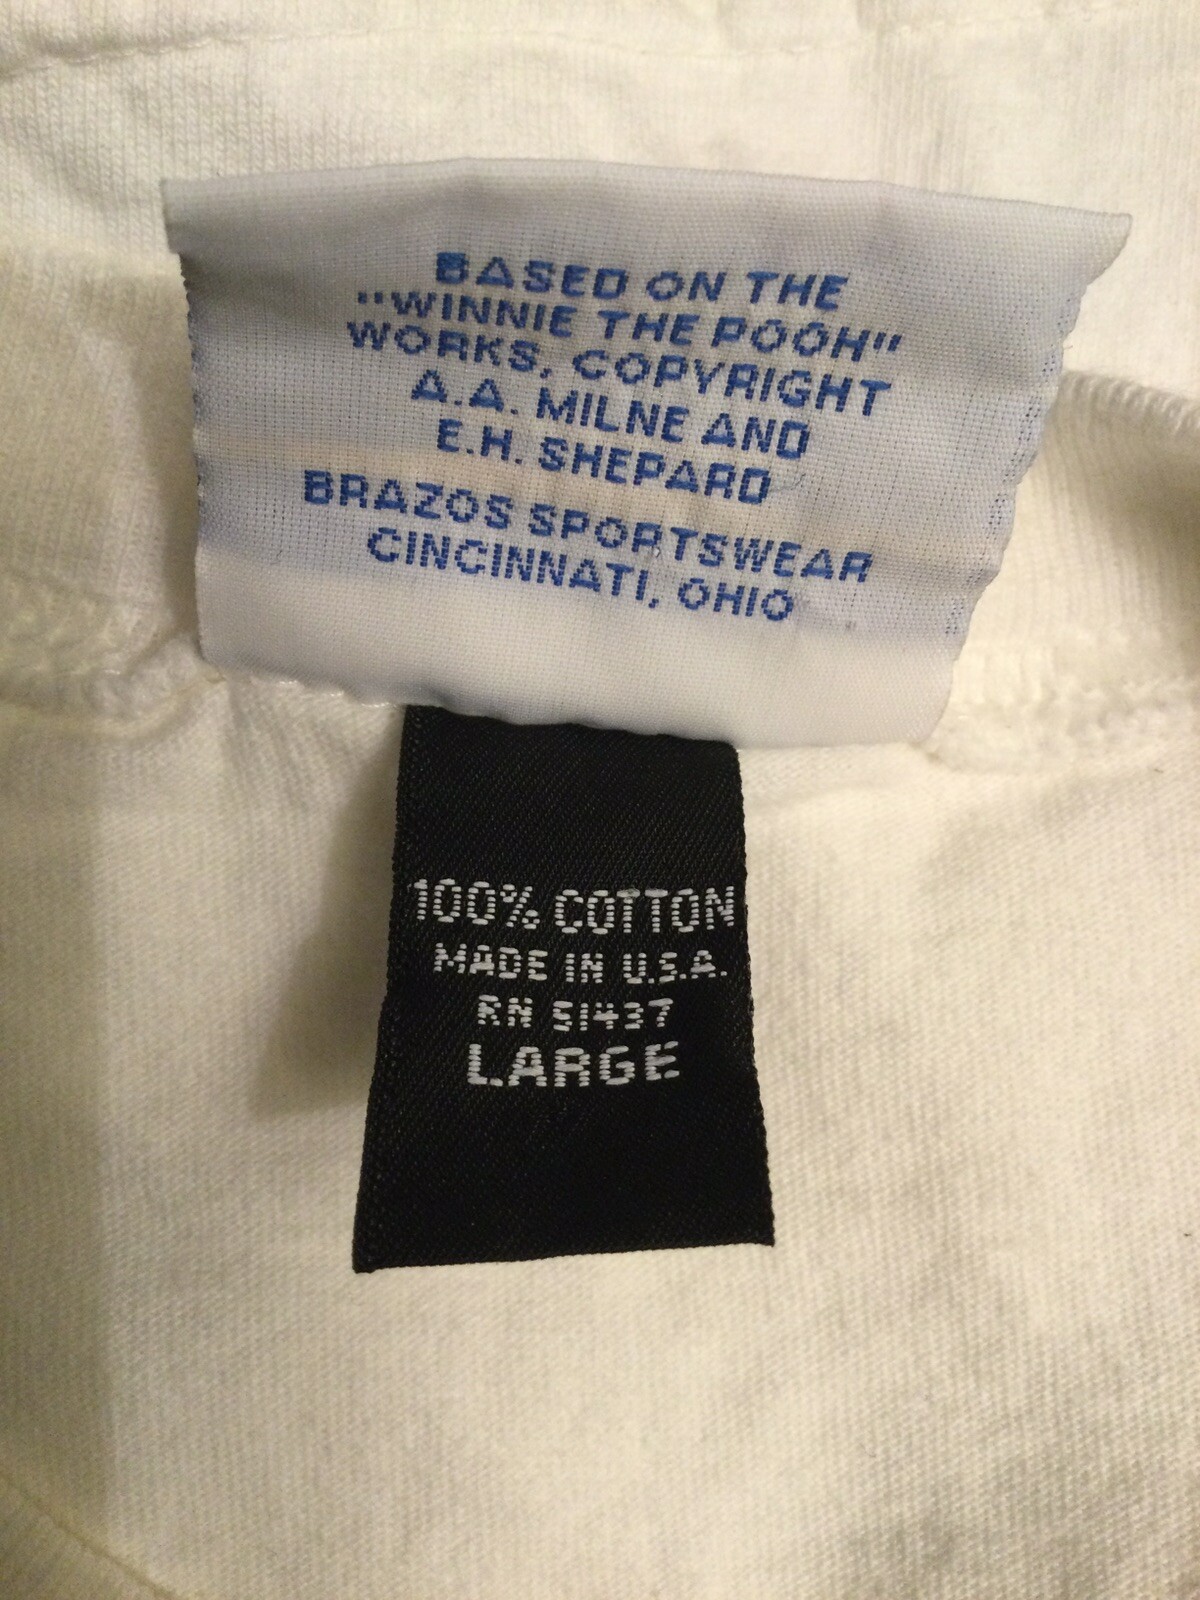 BASED ON THE
"WINNIE THE POOH"
WORKS, COPYRIGHT
A.A. MILNE AND
E.H. SHEPARD
BRAZOS SPORTSWEAR
CINCINNATI, OHIO
100% COTTON
MADE IN U.S.A.
RN 51437
LARGE